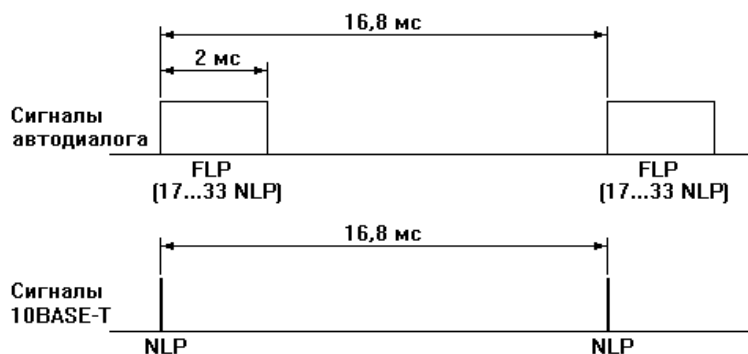 16,8 мс
2 мс
Сигналы
автодиалога
FLP
(17...33 NLP)
FLP
(17...33 NLP)
16,8 мс
Сигналы
10BASE-T
NLP
NLP